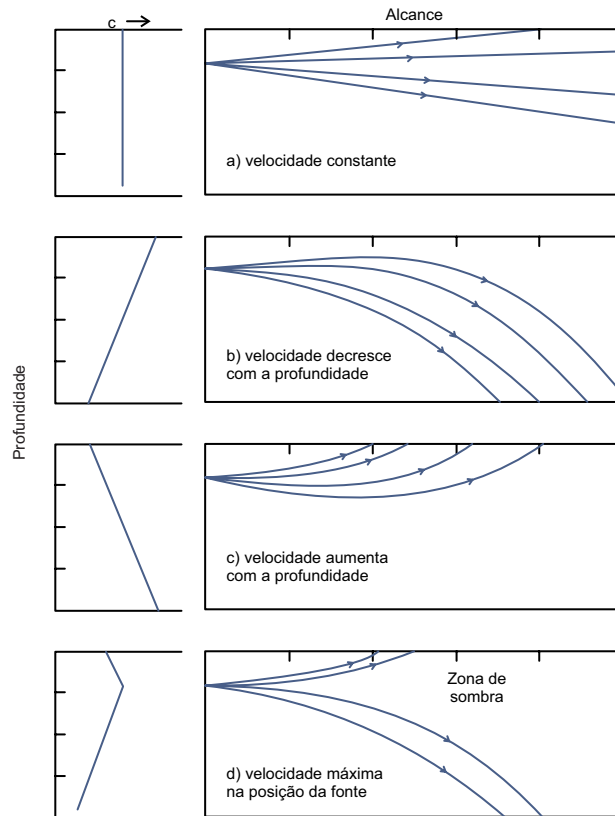 c
Alcance
a) velocidade constante
b) velocidade decresce
com a profundidade
Profundidade
c) velocidade aumenta
com a profundidade
Zona de
sombra
d) velocidade máxima
na posição da fonte